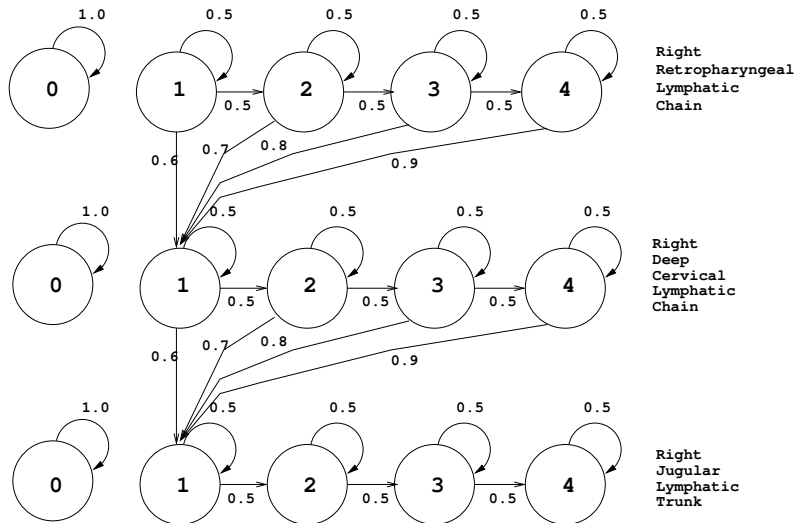 1.0 0.5 0.5 0.5 0.5
0 1 2 3 4
0.5 0.5 0.5
Right
Retropharyngeal
Lymphatic
Chain
0.6 0.7 0.8 0.9
1.0 0.5 0.5 0.5 0.5
0 1 2 3 4
0.5 0.5 0.5
Right
Deep
Cervical
Lymphatic
Chain
0.6 0.7 0.8 0.9
1.0 0.5 0.5 0.5 0.5
0 1 2 3 4
0.5 0.5 0.5
Right
Jugular
Lymphatic
Trunk